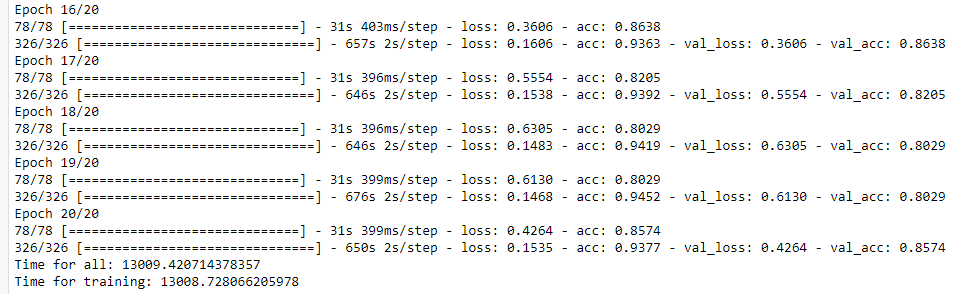 Epoch 16/20
78/78 [==============================] - 31s 403ms/step - loss: 0.3606 - acc: 0.8638
326/326 [==============================] - 657s 2s/step - loss: 0.1606 - acc: 0.9363 - val_loss: 0.3606 - val_acc: 0.8638
Epoch 17/20
78/78 [==============================] - 31s 396ms/step - loss: 0.5554 - acc: 0.8205
326/326 [==============================] - 646s 2s/step - loss: 0.1538 - acc: 0.9392 - val_loss: 0.5554 - val_acc: 0.8205
Epoch 18/20
78/78 [==============================] - 31s 396ms/step - loss: 0.6305 - acc: 0.8029
326/326 [==============================] - 646s 2s/step - loss: 0.1483 - acc: 0.9419 - val_loss: 0.6305 - val_acc: 0.8029
Epoch 19/20
78/78 [==============================] - 31s 399ms/step - loss: 0.6130 - acc: 0.8029
326/326 [==============================] - 676s 2s/step - loss: 0.1468 - acc: 0.9452 - val_loss: 0.6130 - val_acc: 0.8029
Epoch 20/20
78/78 [==============================] - 31s 399ms/step - loss: 0.4264 - acc: 0.8574
326/326 [==============================] - 650s 2s/step - loss: 0.1535 - acc: 0.9377 - val_loss: 0.4264 - val_acc: 0.8574
Time for all: 13009.420714378357
Time for training: 13008.728066205978